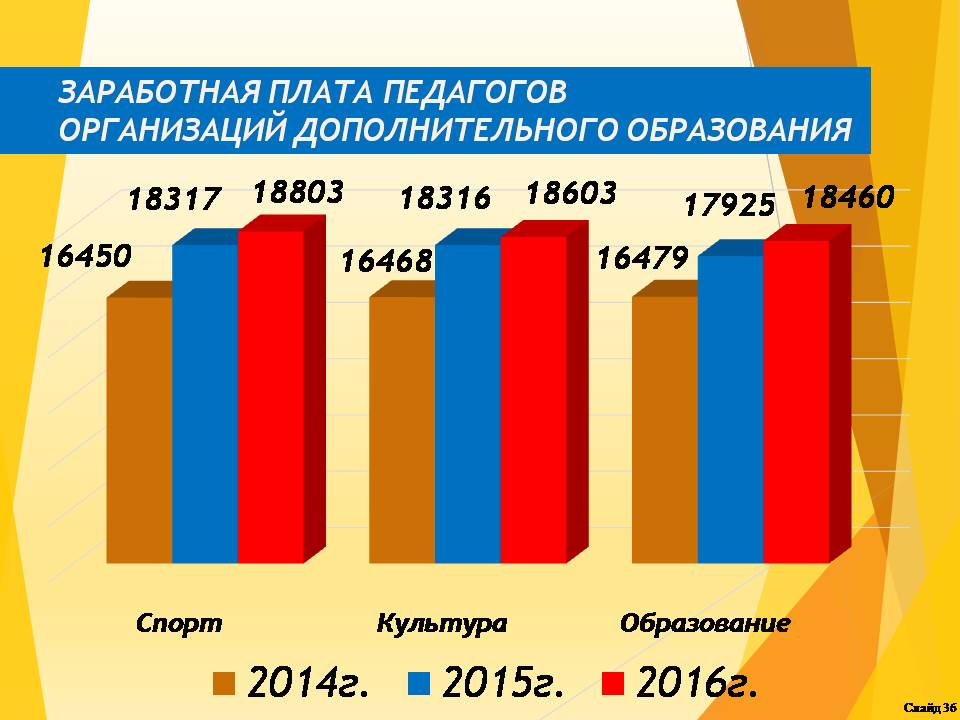 ЗАРАБОТНАЯ ПЛАТА ПЕДАГОГОВ
ОРГАНИЗАЦИЙ ДОПОЛНИТЕЛЬНОГО ОБРАЗОВАНИЯ
16450
18317
18803
16468
18316
18603
16479
17925
18460
Спорт
Культура
Образование
2014г.
2015г.
2016г.
Слайд 36